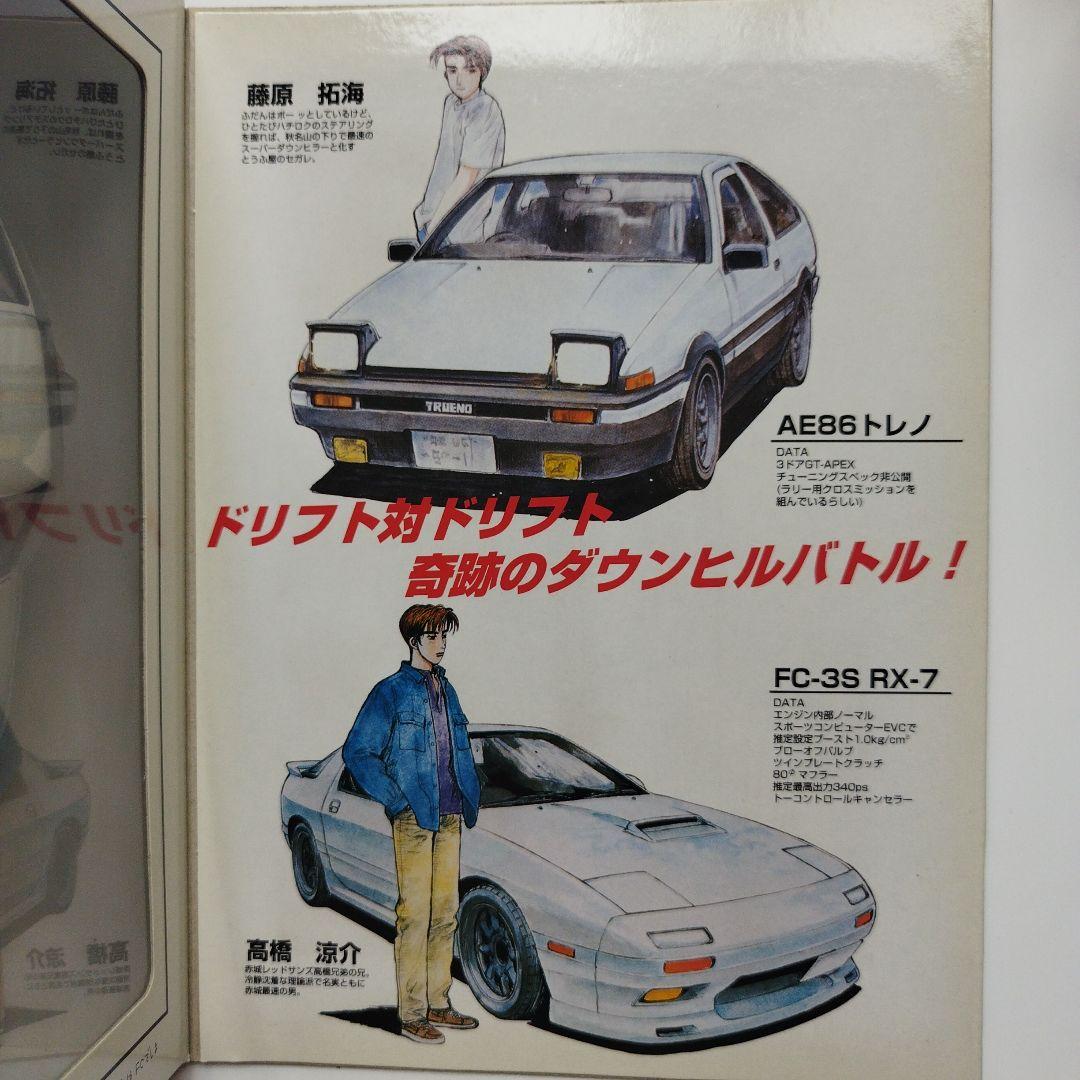 藤原 拓海
ふだんはボーッとしているけど、
ひとたびハチロクのステアリング
を握れば、秋名山の下りで最速の
スーパーダウンヒラーと化す
とうふ屋のセガレ。
TRUENO
AE86トレノ
DATA
3ドアGT-APEX
チューニングスペック非公開
(ラリー用クロスミッションを
組んでいるらしい)
ドリフト対ドリフト
奇跡のダウンヒルバトル!
FC-3S RX-7
DATA
エンジン内部ノーマル
スポーツコンピューターEVCで
推定設定ブースト1.0kg/cm²
ブローオフバルブ
ツインプレートクラッチ
80φ マフラー
推定最高出力340ps
トーコントロールキャンセラー
高橋 涼介
赤城レッドサンズ高橋兄弟の兄。
冷静沈着な理論派で名実ともに
赤城最速の男。